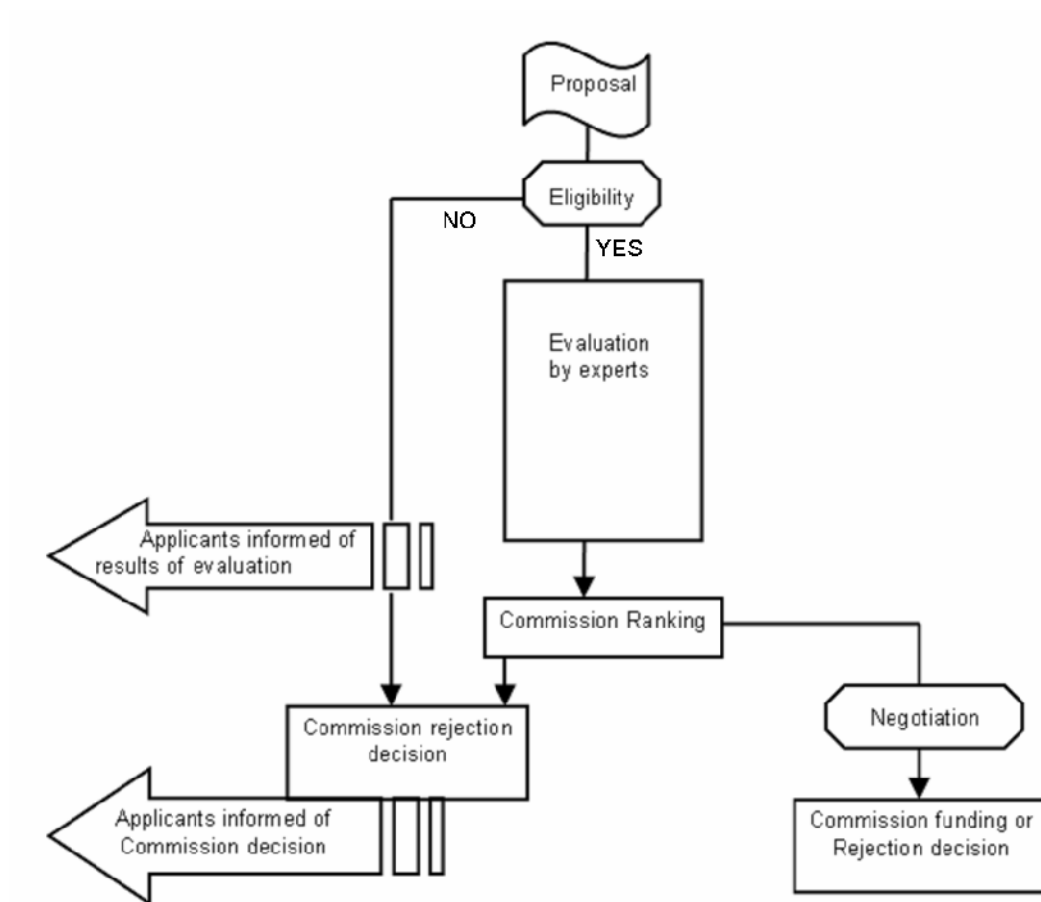 Proposal
Eligibility
NO
YES
Evaluation
by experts
Applicants informed of
results of evaluation
Commission Ranking
Commission rejection
decision
Negotiation
Applicants informed of
Commission decision
Commission funding or
Rejection decision